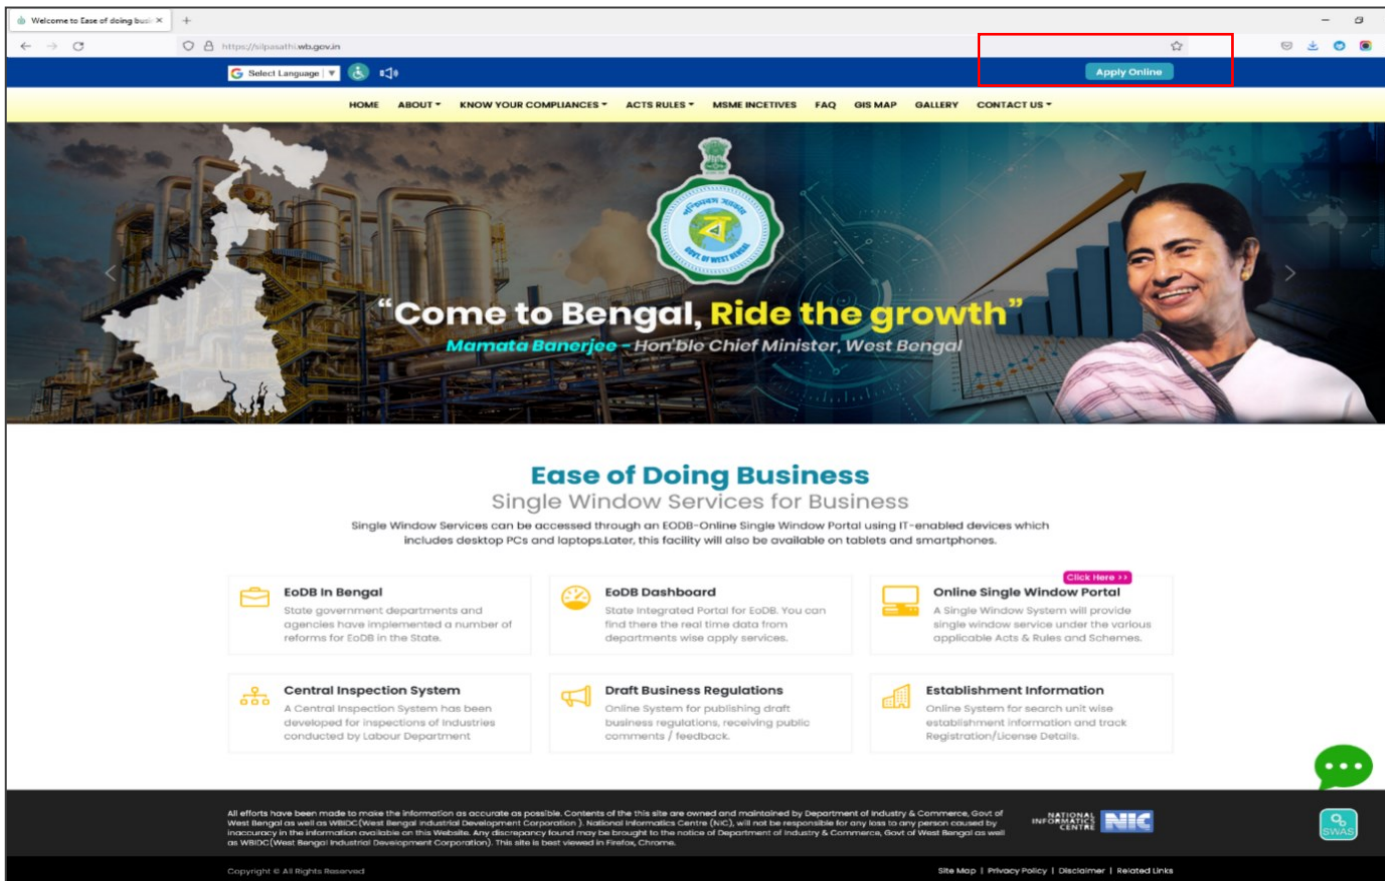 Welcome to Ease of doing busi
https://silpasathi.wb.gov.in
Select Language
Apply Online
HOME ABOUT KNOW YOUR COMPLIANCES ACTS RULES MSME INCETIVES FAQ GIS MAP GALLERY CONTACT US
পশ্চিমবঙ্গ সরকার
ব
GOVT. OF WEST BENGAL
“Come to Bengal, Ride the growth”
Mamata Banerjee - Hon'ble Chief Minister, West Bengal
Ease of Doing Business
Single Window Services for Business
Single Window Services can be accessed through an EODB-Online Single Window Portal using IT-enabled devices which
includes desktop PCs and laptops.Later, this facility will also be available on tablets and smartphones.
EoDB In Bengal
State government departments and
agencies have implemented a number of
reforms for EoDB in the State.
EoDB Dashboard
State Integrated Portal for EoDB. You can
find there the real time data from
departments wise apply services.
Click Here >>
Online Single Window Portal
A Single Window System will provide
single window service under the various
applicable Acts & Rules and Schemes.
Central Inspection System
A Central Inspection System has been
developed for inspections of Industries
conducted by Labour Department
Draft Business Regulations
Online System for publishing draft
business regulations, receiving public
comments / feedback.
Establishment Information
Online System for search unit wise
establishment information and track
Registration/License Details.
All efforts have been made to make the information as accurate as possible. Contents of the this site are owned and maintained by Department of Industry & Commerce, Govt of
West Bengal as well as WBIDC(West Bengal Industrial Development Corporation ). National Informatics Centre (NIC), will not be responsible for any loss to any person caused by
inaccuracy in the information available on this Website. Any discrepancy found may be brought to the notice of Department of Industry & Commerce, Govt of West Bengal as well
as WBIDC(West Bengal Industrial Development Corporation). This site is best viewed in Firefox, Chrome.
NATIONAL
INFORMATICS
CENTRE
NIC
SWAS
Copyright © All Rights Reserved
Site Map | Privacy Policy | Disclaimer | Related Links